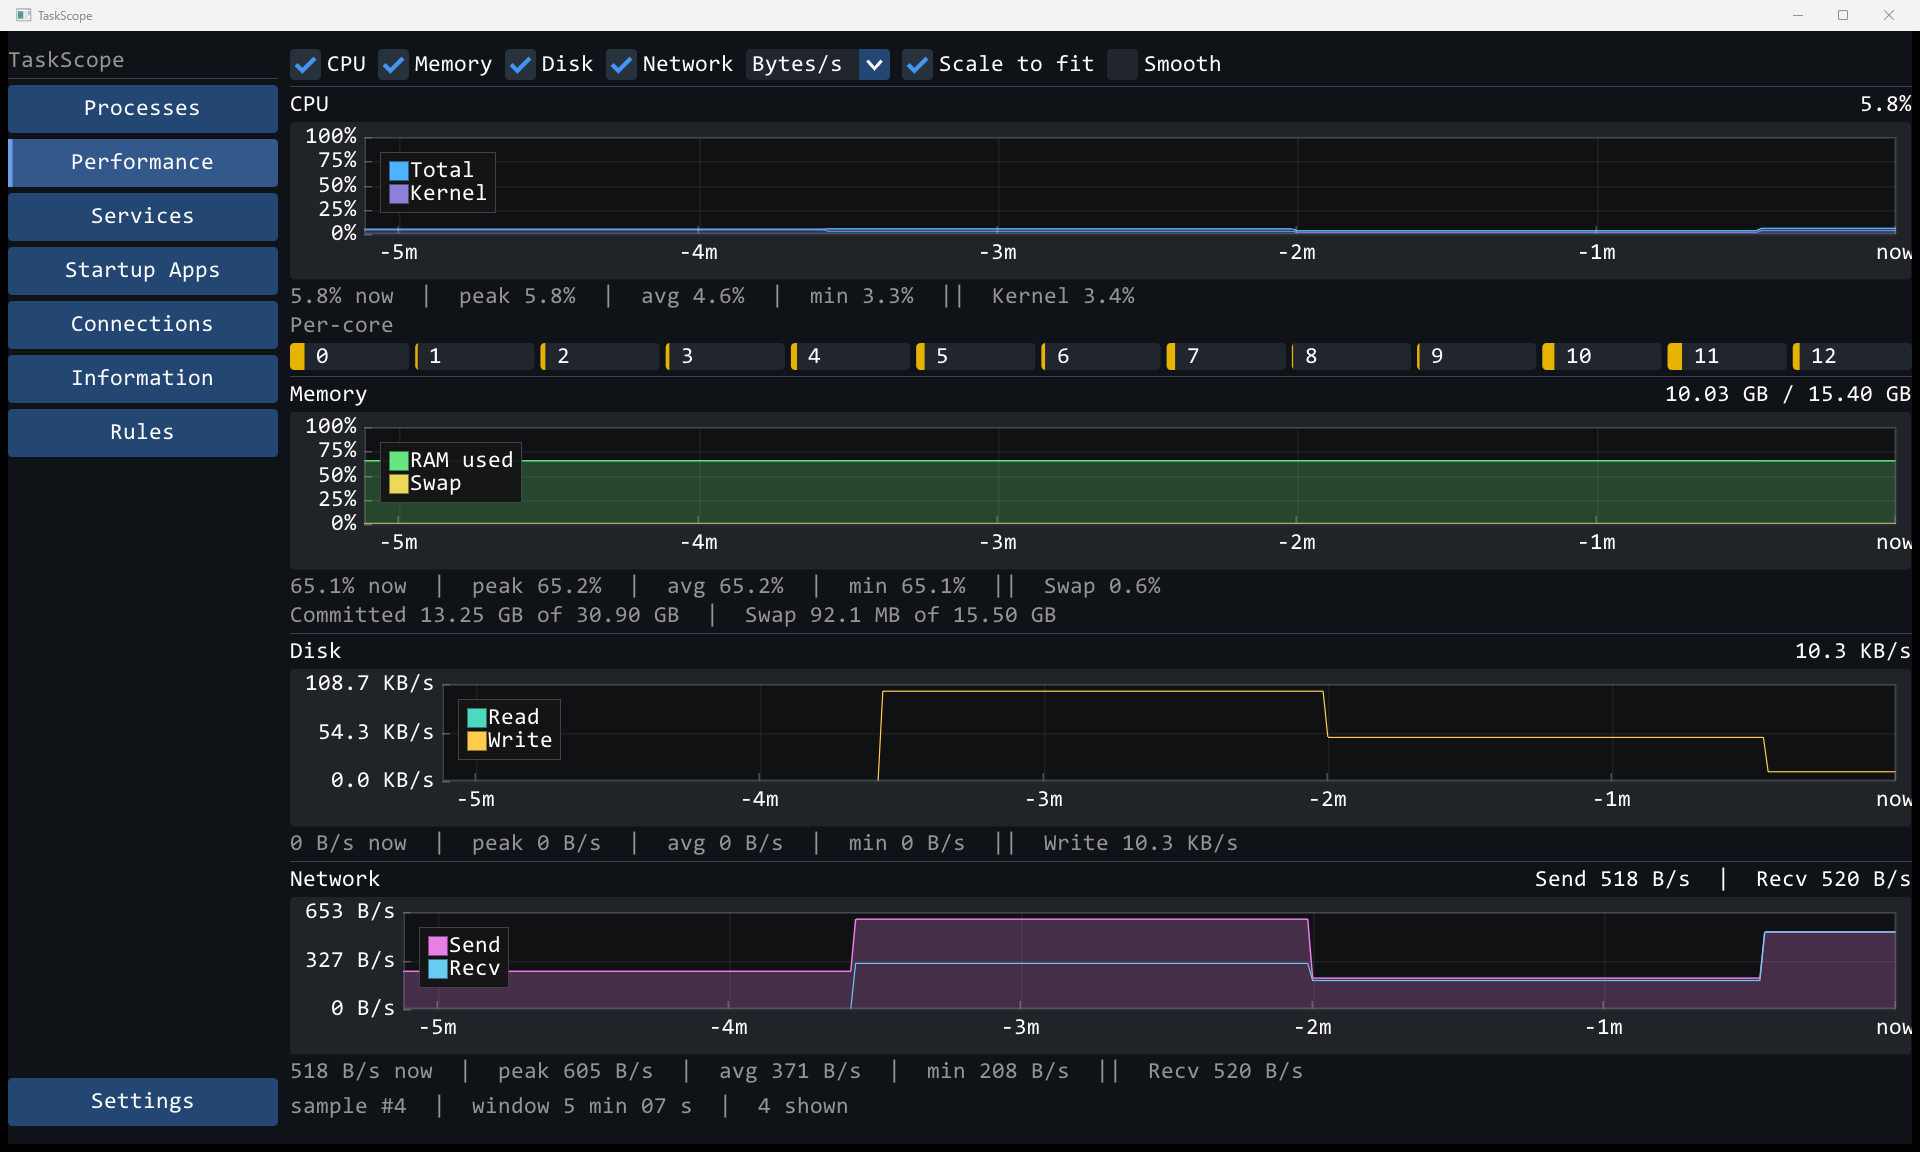 TaskScope
TaskScope
Processes
Performance
Services
Startup Apps
Connections
Information
Rules
Settings
CPU Memory Disk Network Bytes/s Scale to fit Smooth
CPU 5.8%
100%
75%
50%
25%
0%
Total
Kernel
-5m -4m -3m -2m -1m now
5.8% now | peak 5.8% | avg 4.6% | min 3.3% || Kernel 3.4%
Per-core
0 1 2 3 4 5 6 7 8 9 10 11 12
Memory 10.03 GB / 15.40 GB
100%
75%
50%
25%
0%
RAM used
Swap
-5m -4m -3m -2m -1m now
65.1% now | peak 65.2% | avg 65.2% | min 65.1% || Swap 0.6%
Committed 13.25 GB of 30.90 GB | Swap 92.1 MB of 15.50 GB
Disk 10.3 KB/s
108.7 KB/s
54.3 KB/s
0.0 KB/s
Read
Write
-5m -4m -3m -2m -1m now
0 B/s now | peak 0 B/s | avg 0 B/s | min 0 B/s || Write 10.3 KB/s
Network Send 518 B/s | Recv 520 B/s
653 B/s
327 B/s
0 B/s
Send
Recv
-5m -4m -3m -2m -1m now
518 B/s now | peak 605 B/s | avg 371 B/s | min 208 B/s || Recv 520 B/s
sample #4 | window 5 min 07 s | 4 shown